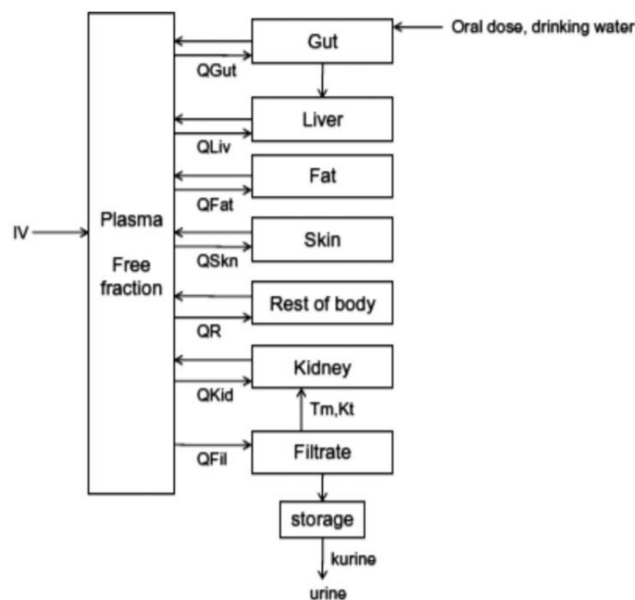 Gut
Oral dose, drinking water
QGut
Liver
QLiv
Fat
QFat
Plasma
Free
fraction
IV
Skin
QSkn
Rest of body
QR
Kidney
QKid
Tm,Kt
Filtrate
QFil
storage
kurine
urine